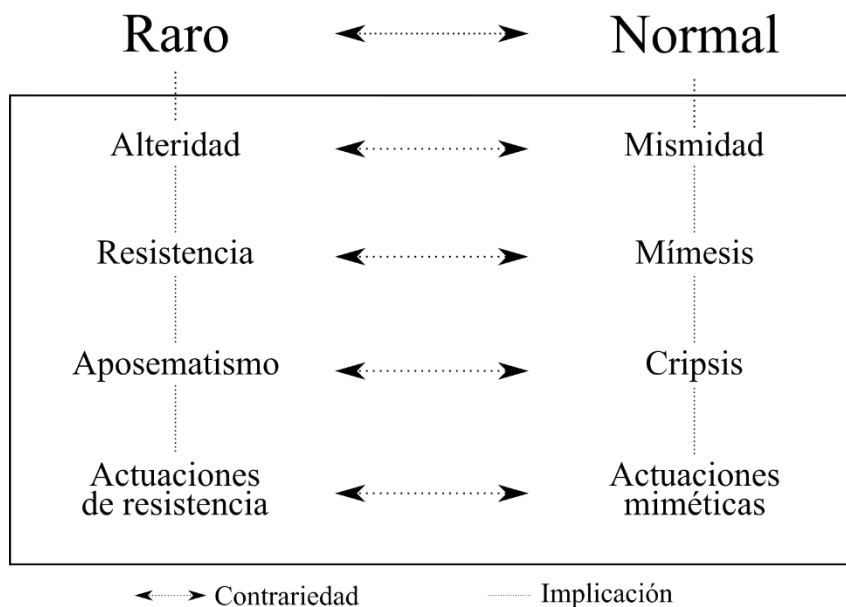 Raro Normal
Alteridad Mismidad
Resistencia Mímesis
Aposematismo Cripsis
Actuaciones Actuaciones
de resistencia miméticas
Contrariedad Implicación